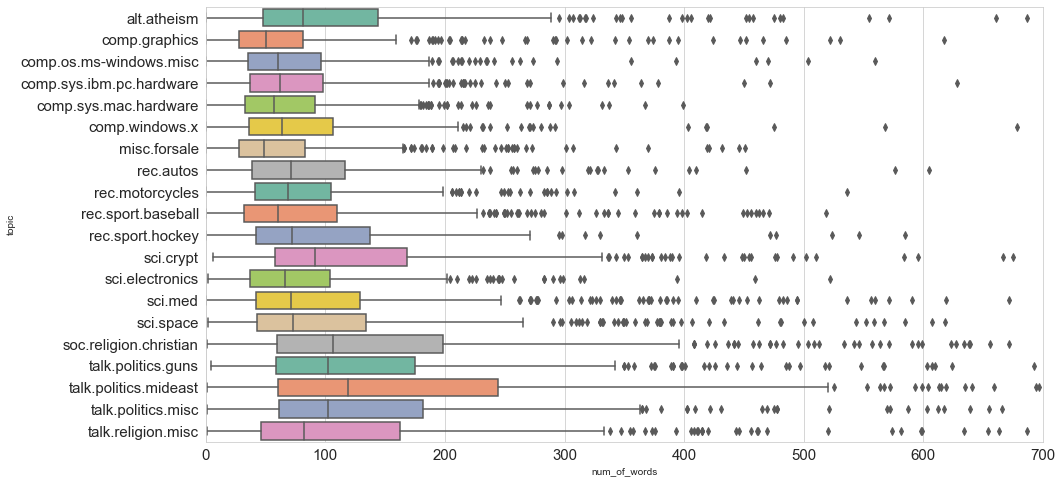 alt.atheism
comp.graphics
comp.os.ms-windows.misc
comp.sys.ibm.pc.hardware
comp.sys.mac.hardware
comp.windows.x
misc.forsale
rec.autos
rec.motorcycles
rec.sport.baseball
rec.sport.hockey
sci.crypt
sci.electronics
sci.med
sci.space
soc.religion.christian
talk.politics.guns
talk.politics.mideast
talk.politics.misc
talk.religion.misc
topic
0 100 200 300 400 500 600 700
num_of_words